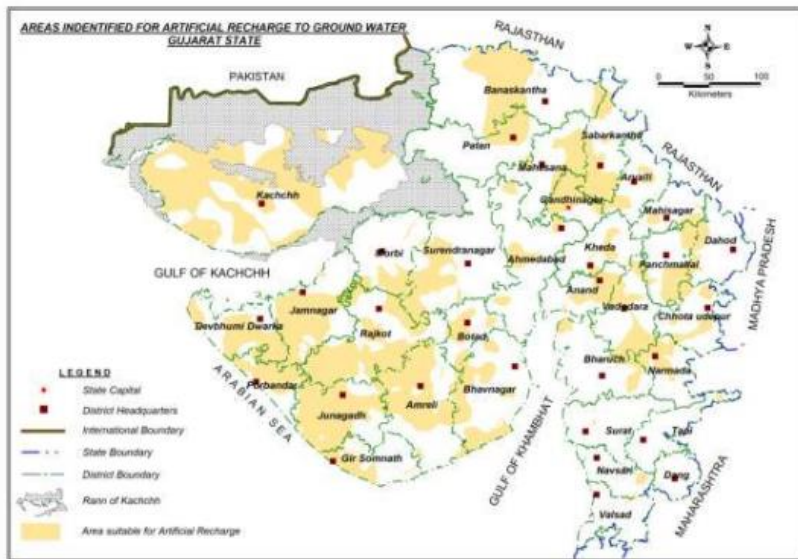 AREAS INDENTIFIED FOR ARTIFICIAL RECHARGE TO GROUND WATER
GUJARAT STATE
RAJASTHAN
N
W E
S
0 50 100
Kilometers
PAKISTAN
Banaskantha
Patan
Sabarkantha
Mahesana
RAJASTHAN
Arvalli
Kachchh
Gandhinagar
Mahisagar
Morbi
Surendranagar
Ahmedabad
Kheda
Dahod
Panchmahal
GULF OF KACHCHH
Anand
MADHYA PRADESH
Jamnagar
Vadodara
Chhota udepur
Devbhumi Dwarka
Rajkot
Botad
Bharuch
Narmada
Porbandar
Bhavnagar
Amreli
Junagadh
ARABIAN SEA
GULF OF KHAMBHAT
Gir Somnath
Surat
Tapi
Navsari
Dang
MAHARASHTRA
Valsad
LEGEND
State Capital
District Headquarters
International Boundary
State Boundary
District Boundary
Rann of Kachchh
Area suitable for Artificial Recharge